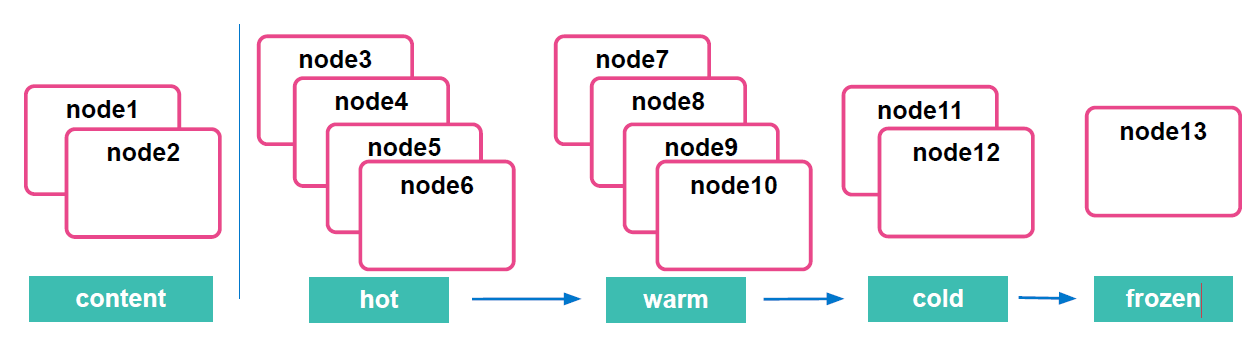 node1
node2
content
node3
node4
node5
node6
hot
node7
node8
node9
node10
warm
node11
node12
cold
node13
frozen